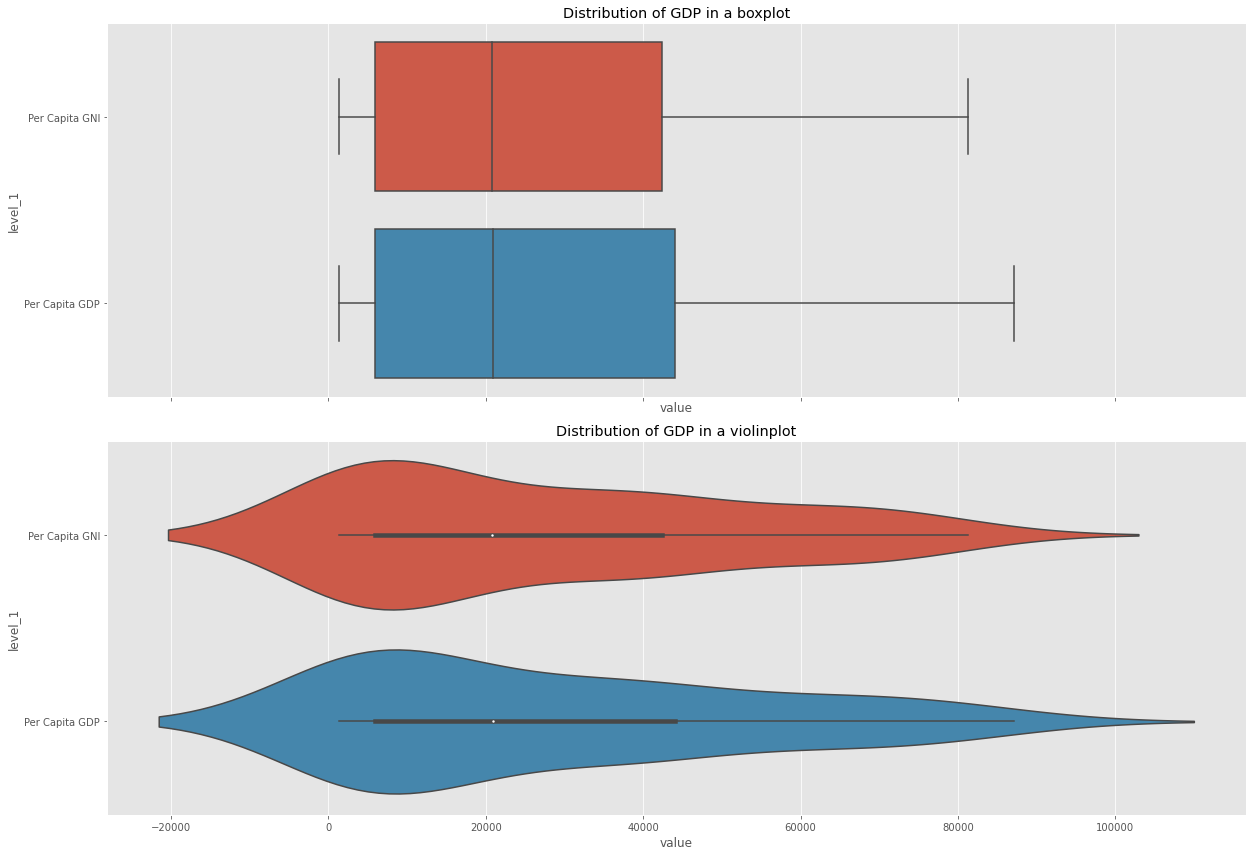 Distribution of GDP in a boxplot
Per Capita GNI
level_1
Per Capita GDP
value
Distribution of GDP in a violinplot
Per Capita GNI
level_1
Per Capita GDP
−20000 0 20000 40000 60000 80000 100000
value